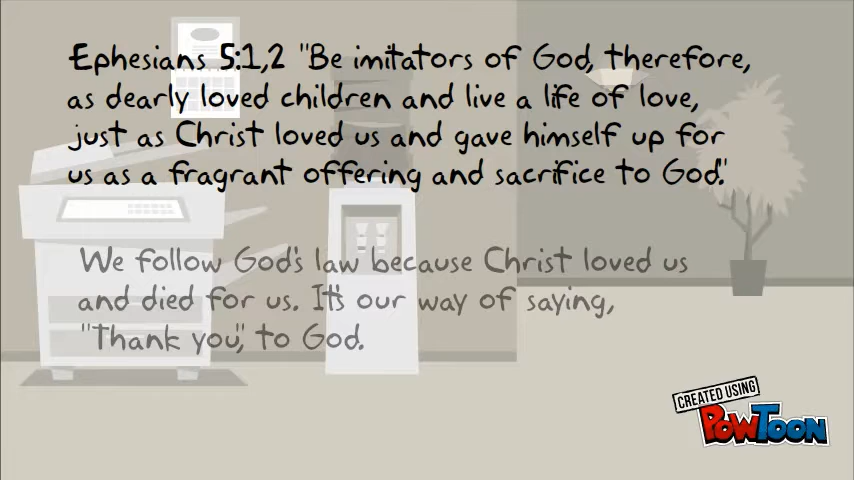 Ephesians 5:1,2 "Be imitators of God, therefore,
as dearly loved children and live a life of love,
just as Christ loved us and gave himself up for
us as a fragrant offering and sacrifice to God."
We follow God's law because Christ loved us
and died for us. It's our way of saying,
"Thank you," to God.
CREATED USING
POWTOON